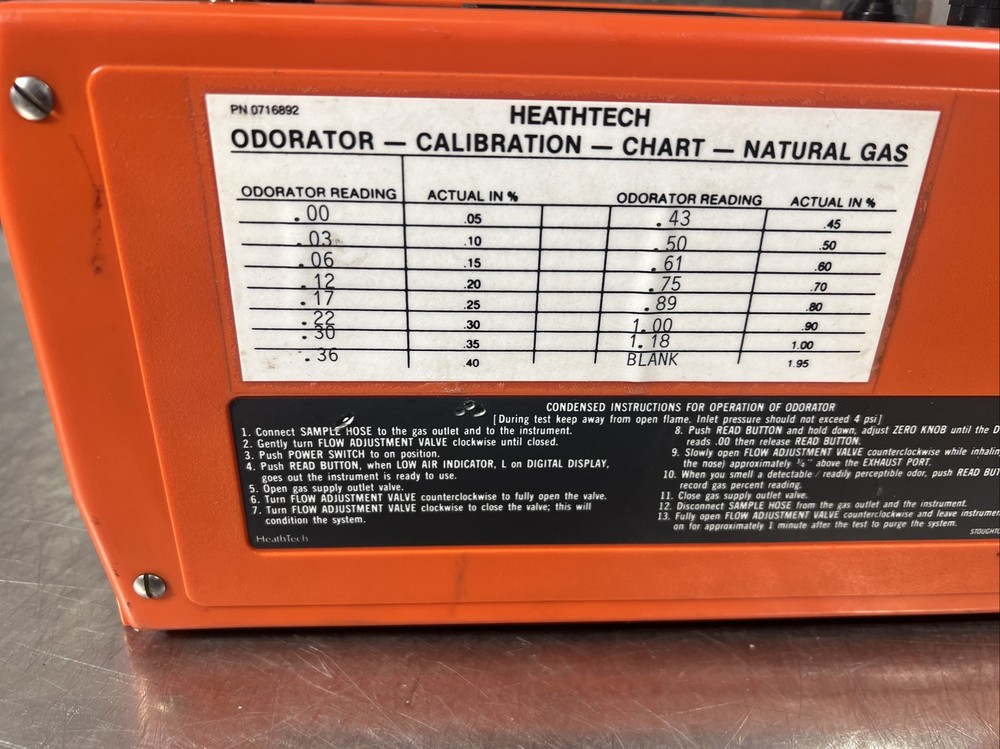 PN 0716892
HEATHTECH
ODORATOR — CALIBRATION — CHART — NATURAL GAS
ODORATOR READING ACTUAL IN % ODORATOR READING ACTUAL IN %
.00 .05 .43 .45
.03 .10 .50 .50
.06 .15 .61 .60
.12 .20 .75 .70
.17 .25 .89 .80
.22 .30 1.00 .90
.30 .35 1.18 1.00
.36 .40 BLANK 1.95
CONDENSED INSTRUCTIONS FOR OPERATION OF ODORATOR
[During test keep away from open flame. Inlet pressure should not exceed 4 psi]
1. Connect SAMPLE HOSE to the gas outlet and to the instrument.
2. Gently turn FLOW ADJUSTMENT VALVE clockwise until closed.
3. Push POWER SWITCH to on position.
4. Push READ BUTTON, when LOW AIR INDICATOR, L on DIGITAL DISPLAY,
goes out the instrument is ready to use.
5. Open gas supply outlet valve.
6. Turn FLOW ADJUSTMENT VALVE counterclockwise to fully open the valve.
7. Turn FLOW ADJUSTMENT VALVE clockwise to close the valve; this will
condition the system.
8. Push READ BUTTON and hold down, adjust ZERO KNOB until the D
reads .00 then release READ BUTTON.
9. Slowly open FLOW ADJUSTMENT VALVE counterclockwise while inhalin
the nose) approximately " above the EXHAUST PORT.
10. When you smell a detectable / readily perceptible odor, push READ BU
record gas percent reading.
11. Close gas supply outlet valve.
12. Disconnect SAMPLE HOSE from the gas outlet and the instrument.
13. Fully open FLOW ADJUSTMENT VALVE counterclockwise and leave instrumen
on for approximately 1 minute after the test to purge the system.
HeathTech
STOUGHT